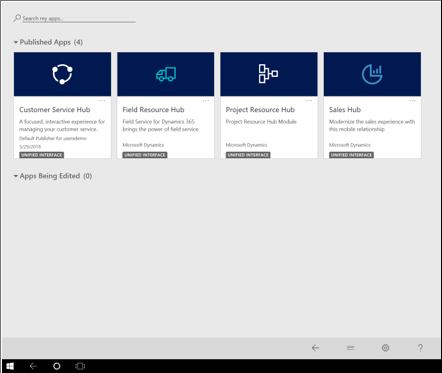 Search my apps...
Published Apps (4)
...
Customer Service Hub
A focused, interactive experience for
managing your customer service.
Default Publisher for userdemo
3/29/2019
UNIFIED INTERFACE
...
Field Resource Hub
Field Service for Dynamics 365
brings the power of field service
Microsoft Dynamics
UNIFIED INTERFACE
...
Project Resource Hub
Project Resource Hub Module
Microsoft Dynamics
UNIFIED INTERFACE
...
Sales Hub
Modernize the sales experience with
this mobile relationship
Microsoft Dynamics
UNIFIED INTERFACE
Apps Being Edited (0)
?